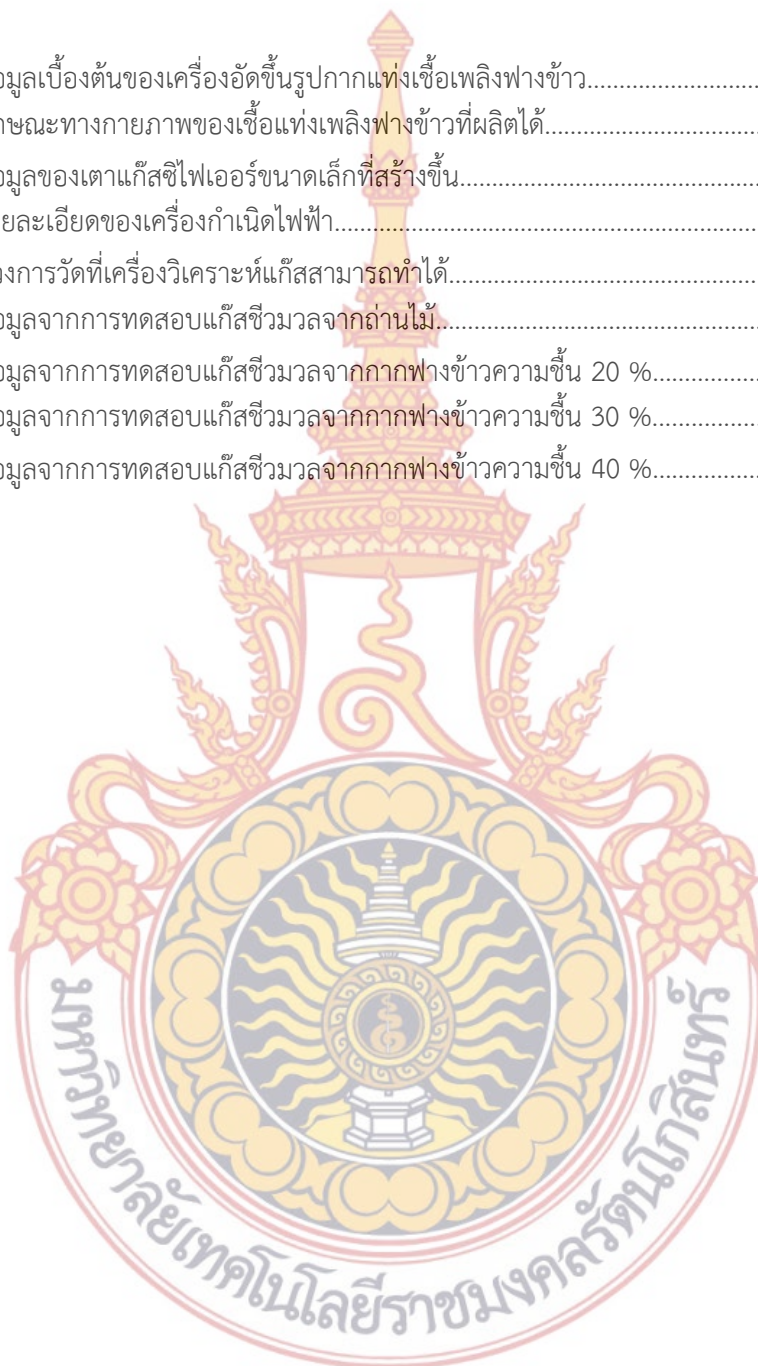 อมูลเบื้องต้นของเครื่องอัดขึ้นรูปกากแท่งเชื้อเพลิงฟางข้าว
กษณะทางกายภาพของเชื้อแท่งเพลิงฟางข้าวที่ผลิตได้
อมูลของเตาแก๊สซิไฟเออร์ขนาดเล็กที่สร้างขึ้น
ยละเอียดของเครื่องกำเนิดไฟฟ้า
วงการวัดที่เครื่องวิเคราะห์แก๊สสามารถทำได้
อมูลจากการทดสอบแก๊สชีวมวลจากถ่านไม้
อมูลจากการทดสอบแก๊สชีวมวลจากกากฟางข้าวความชื้น 20 %
อมูลจากการทดสอบแก๊สชีวมวลจากกากฟางข้าวความชื้น 30 %
อมูลจากการทดสอบแก๊สชีวมวลจากกากฟางข้าวความชื้น 40 %
มหาวิทยาลัยเทคโนโลยีราชมงคลรัตนโกสินทร์